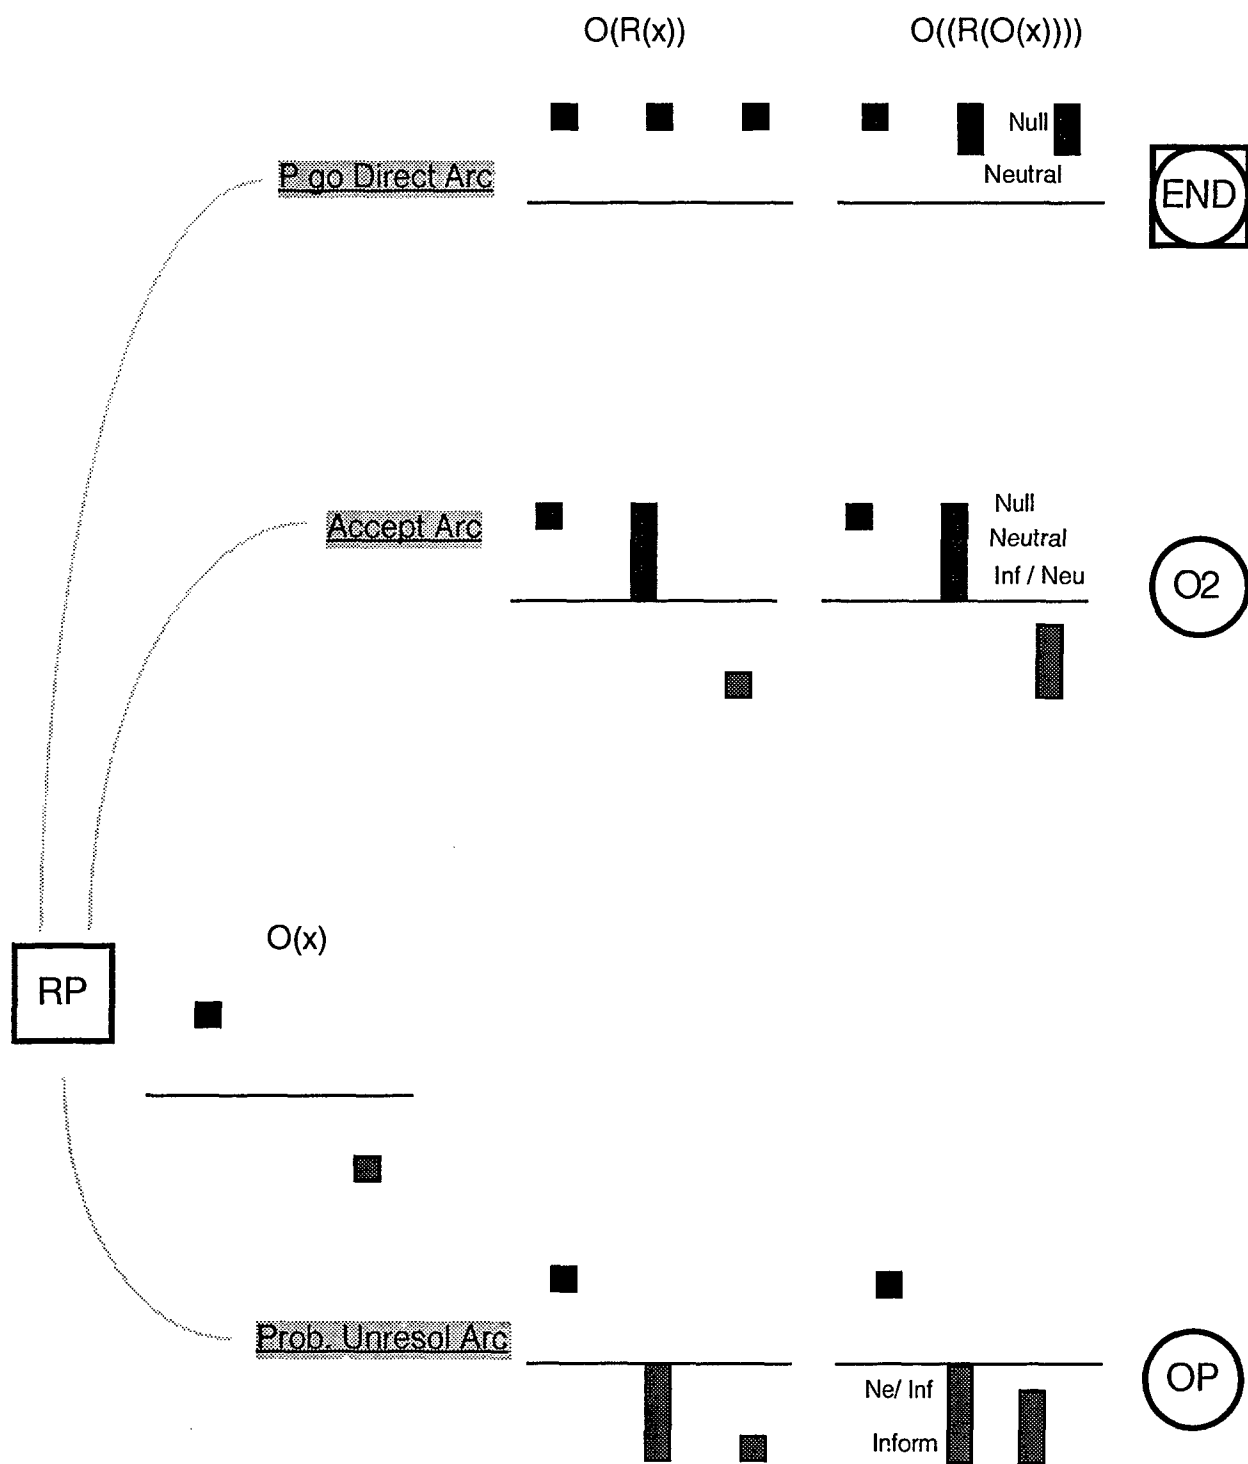 O(R(x))
O((R(O(x))))
Null
P go Direct Arc
Neutral
END
Null
Accept Arc
Neutral
Inf / Neu
O2
O(x)
RP
Prob. Unresol Arc
Ne/ Inf
OP
Inform